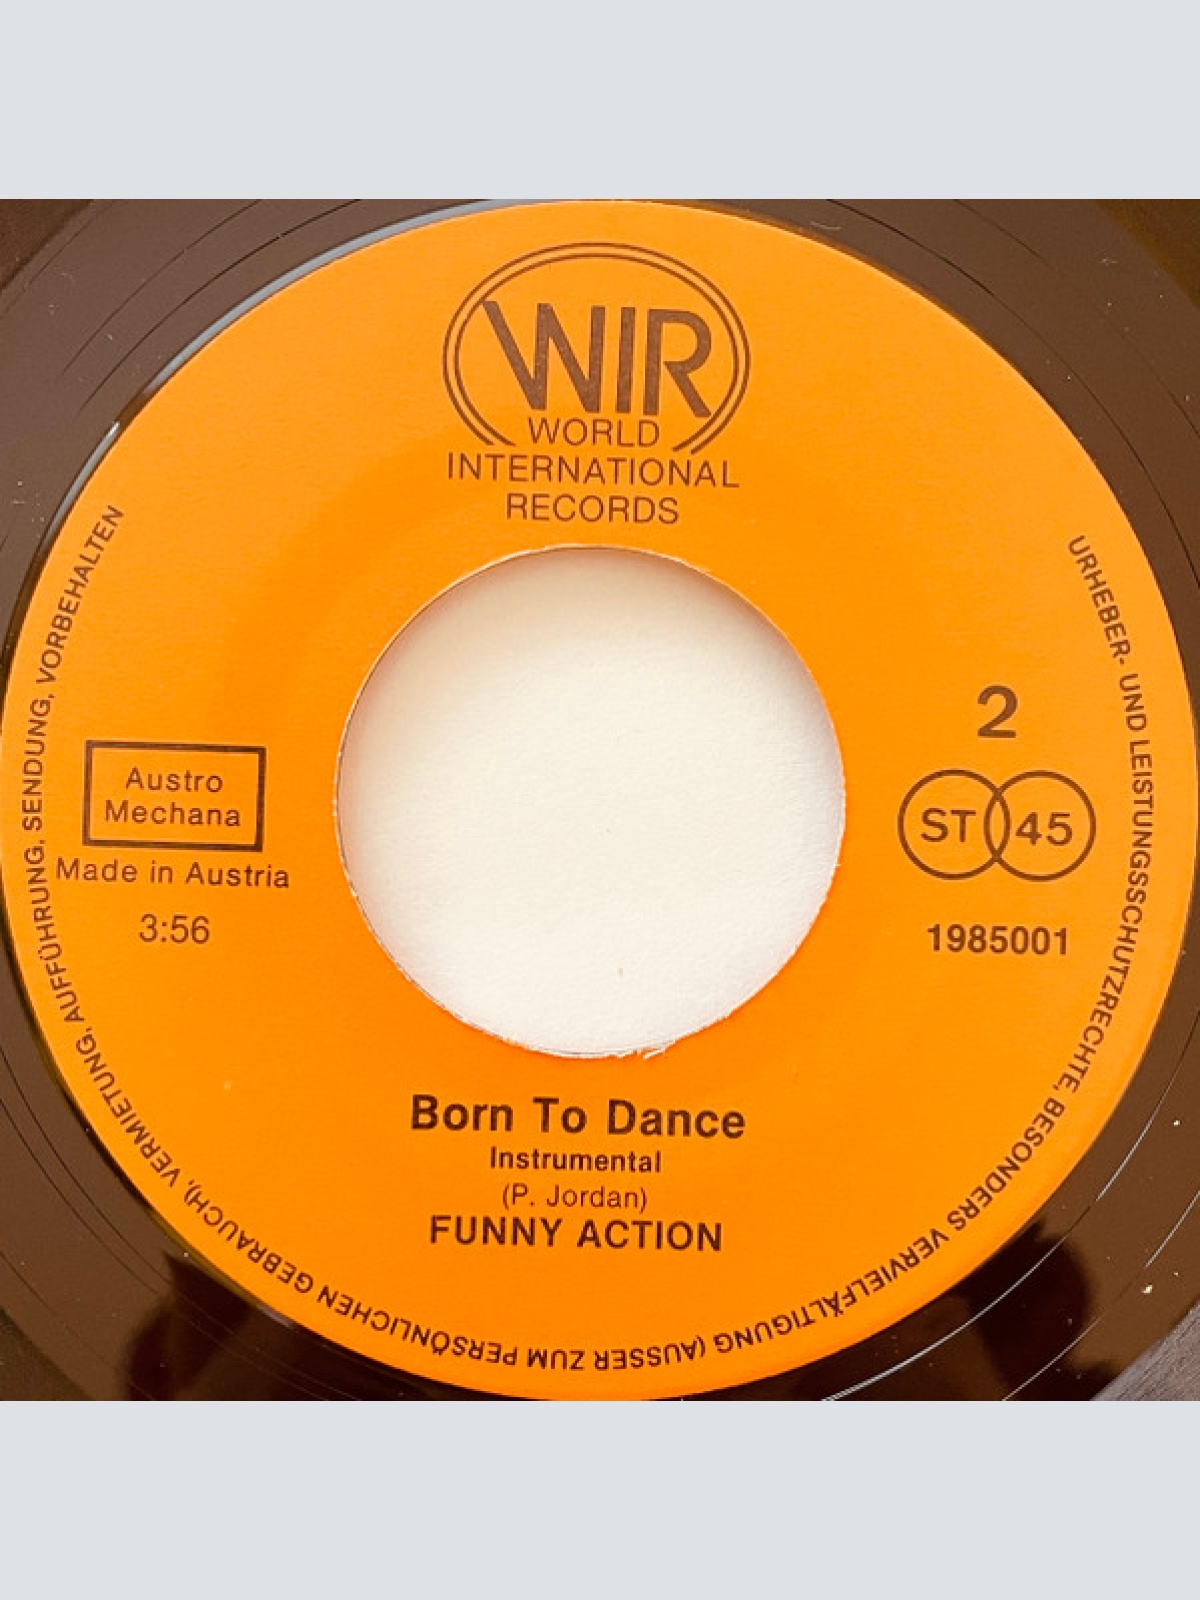 WIR
WORLD
INTERNATIONAL
RECORDS
URHEBER- UND LEISTUNGSSCHUTZRECHTE, BESONDERS VERVIELFÄLTIGUNG (AUSSER ZUM PERSÖNLICHEN GEBRAUCH), VERMIETUNG, AUFFÜHRUNG, SENDUNG, VORBEHALTEN
Austro
Mechana
Made in Austria
3:56
2
ST 45
1985001
Born To Dance
Instrumental
(P. Jordan)
FUNNY ACTION